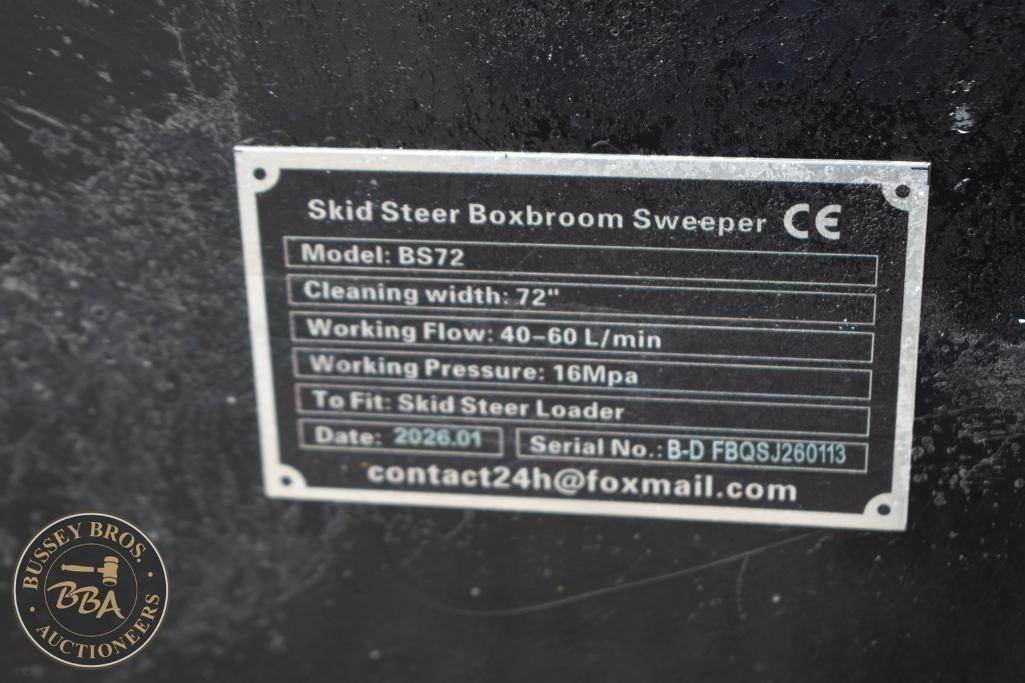 Skid Steer Boxbroom Sweeper CE
Model: BS72
Cleaning width: 72"
Working Flow: 40-60 L/min
Working Pressure: 16Mpa
To Fit: Skid Steer Loader
Date: 2026.01 Serial No.: B-D FBQSJ260113
contact24h@foxmail.com
BUSSEY BROS.
BBA
AUCTIONEERS